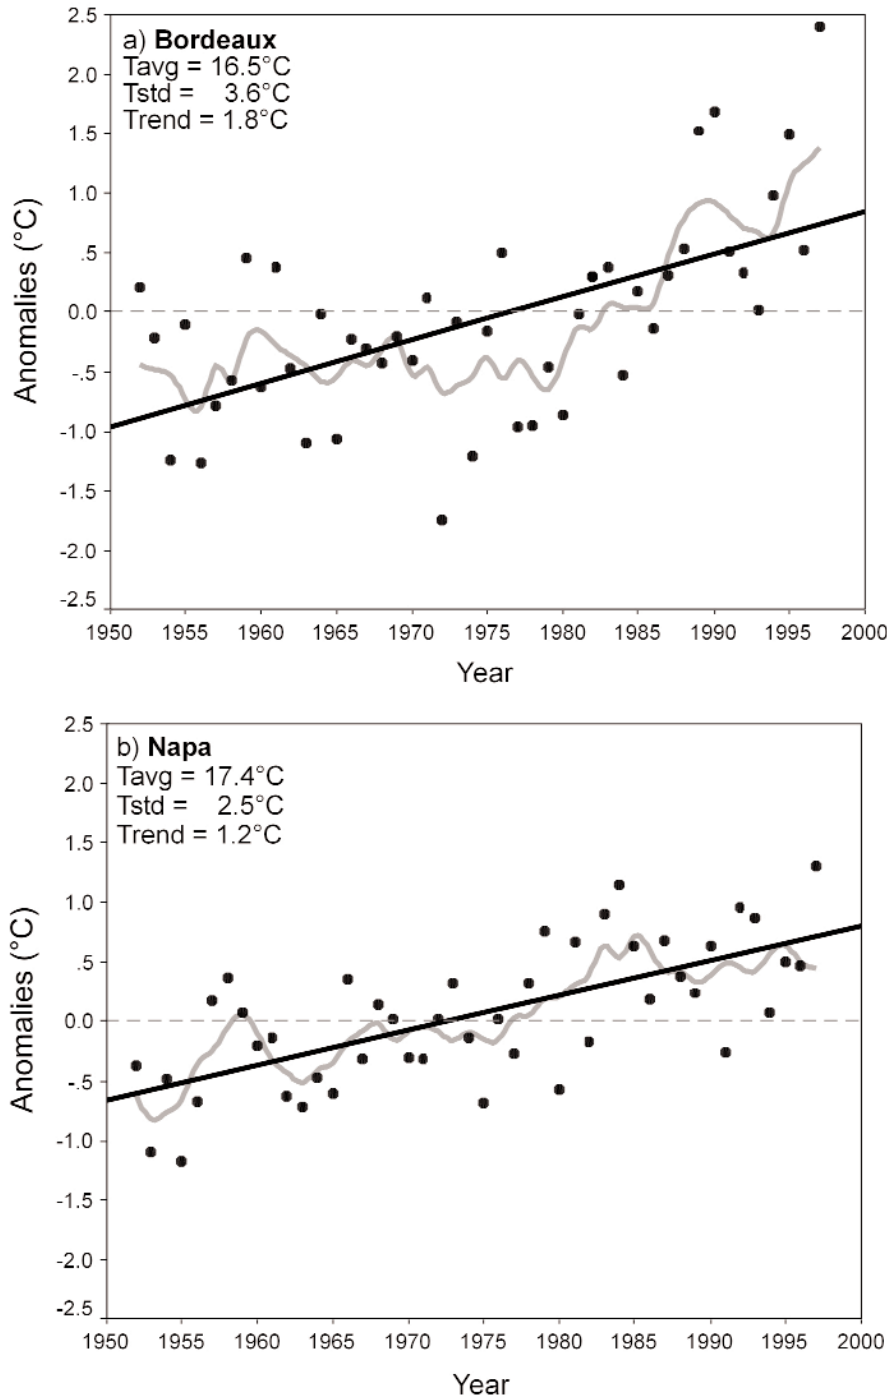 a) Bordeaux
Tavg = 16.5°C
Tstd = 3.6°C
Trend = 1.8°C
2.5
2.0
1.5
1.0
.5
0.0
-.5
-1.0
-1.5
-2.0
-2.5
Anomalies (°C)
1950 1955 1960 1965 1970 1975 1980 1985 1990 1995 2000
Year
b) Napa
Tavg = 17.4°C
Tstd = 2.5°C
Trend = 1.2°C
2.5
2.0
1.5
1.0
.5
0.0
-.5
-1.0
-1.5
-2.0
-2.5
Anomalies (°C)
1950 1955 1960 1965 1970 1975 1980 1985 1990 1995 2000
Year